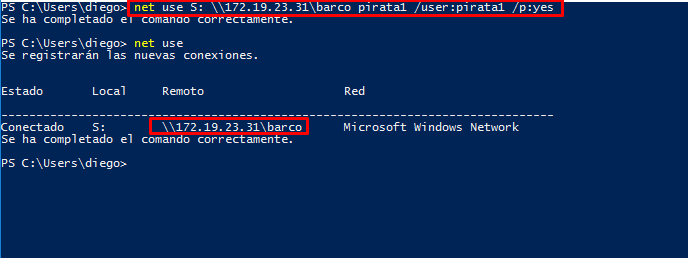 PS C:\Users\diego> net use S: \\172.19.23.31\barco pirata1 /user:pirata1 /p:yes
Se ha completado el comando correctamente.
PS C:\Users\diego> net use
Se registrarán las nuevas conexiones.
Estado Local Remoto Red
-------------------------------------------------------------------------------
Conectado S: \\172.19.23.31\barco Microsoft Windows Network
Se ha completado el comando correctamente.
PS C:\Users\diego>